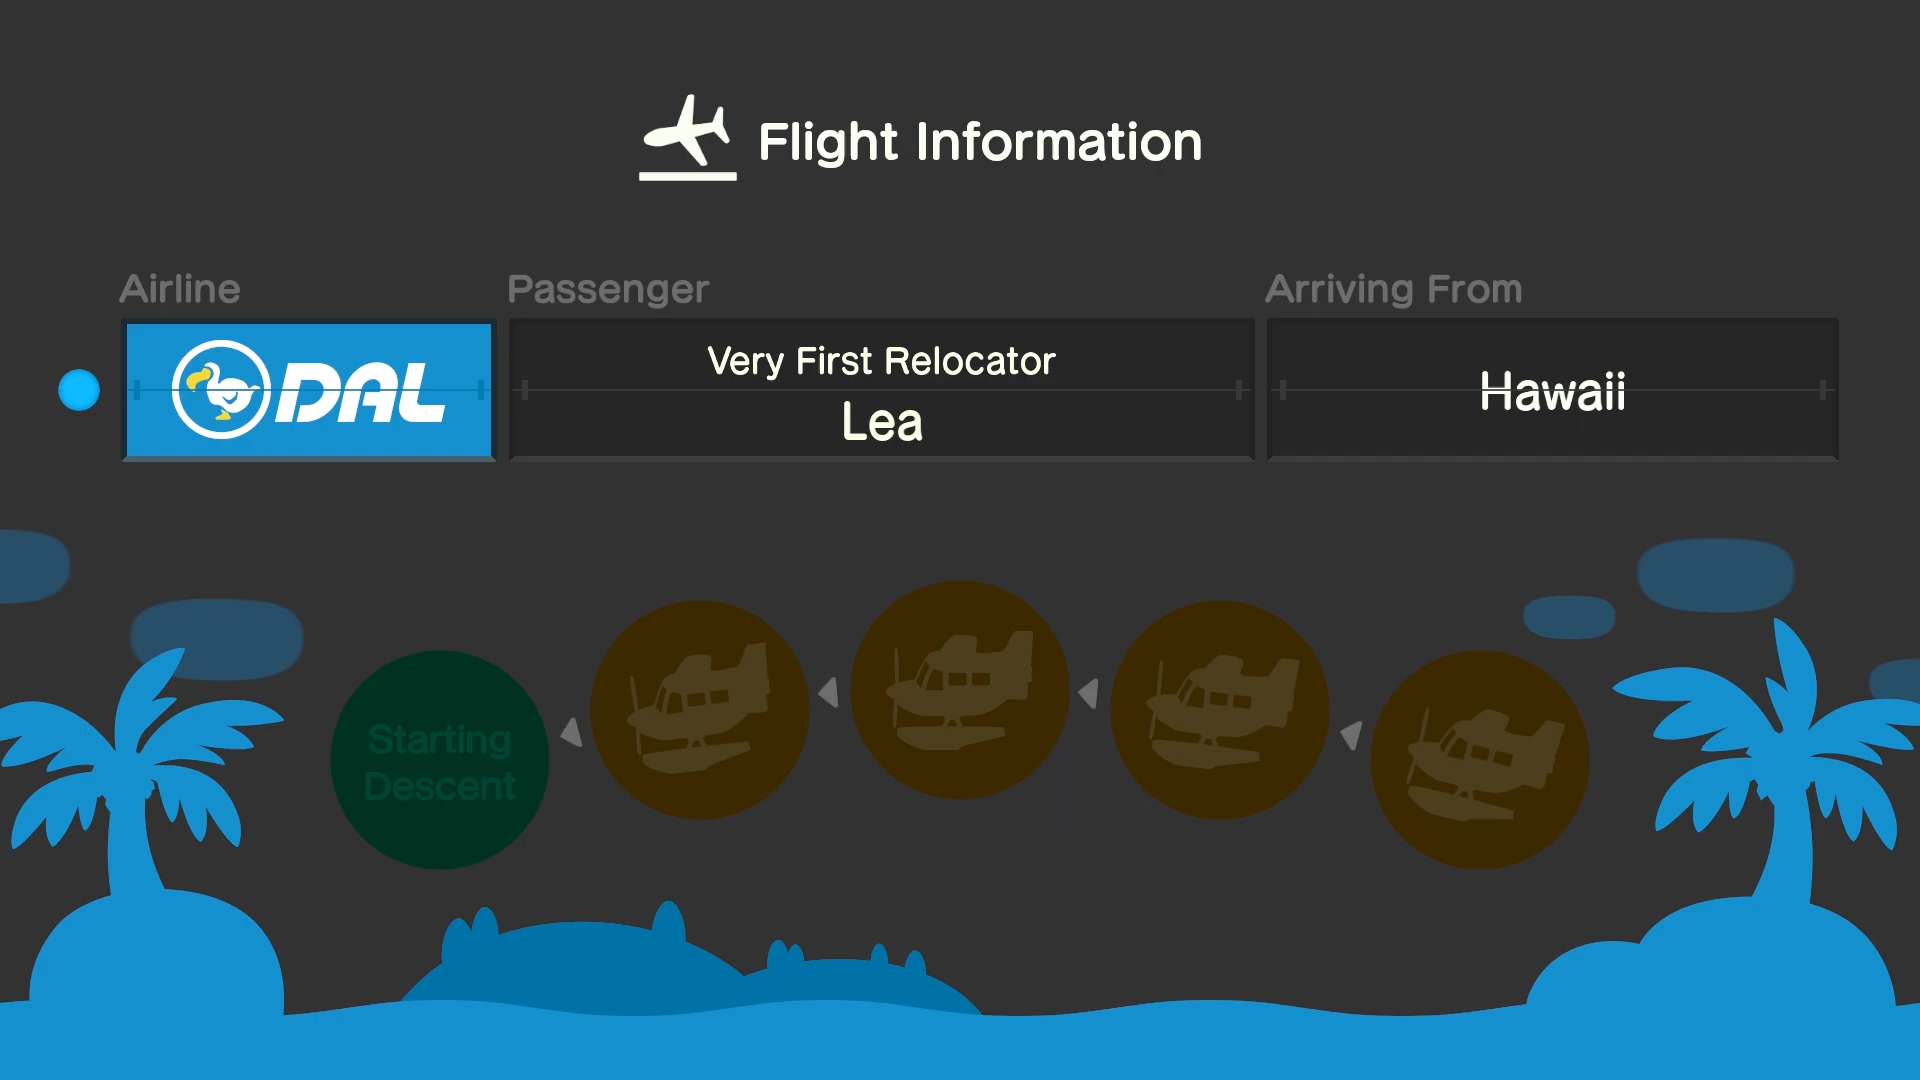 Flight Information
Airline
Passenger
Arriving From
DAL
Very First Relocator
Lea
Hawaii
Starting
Descent